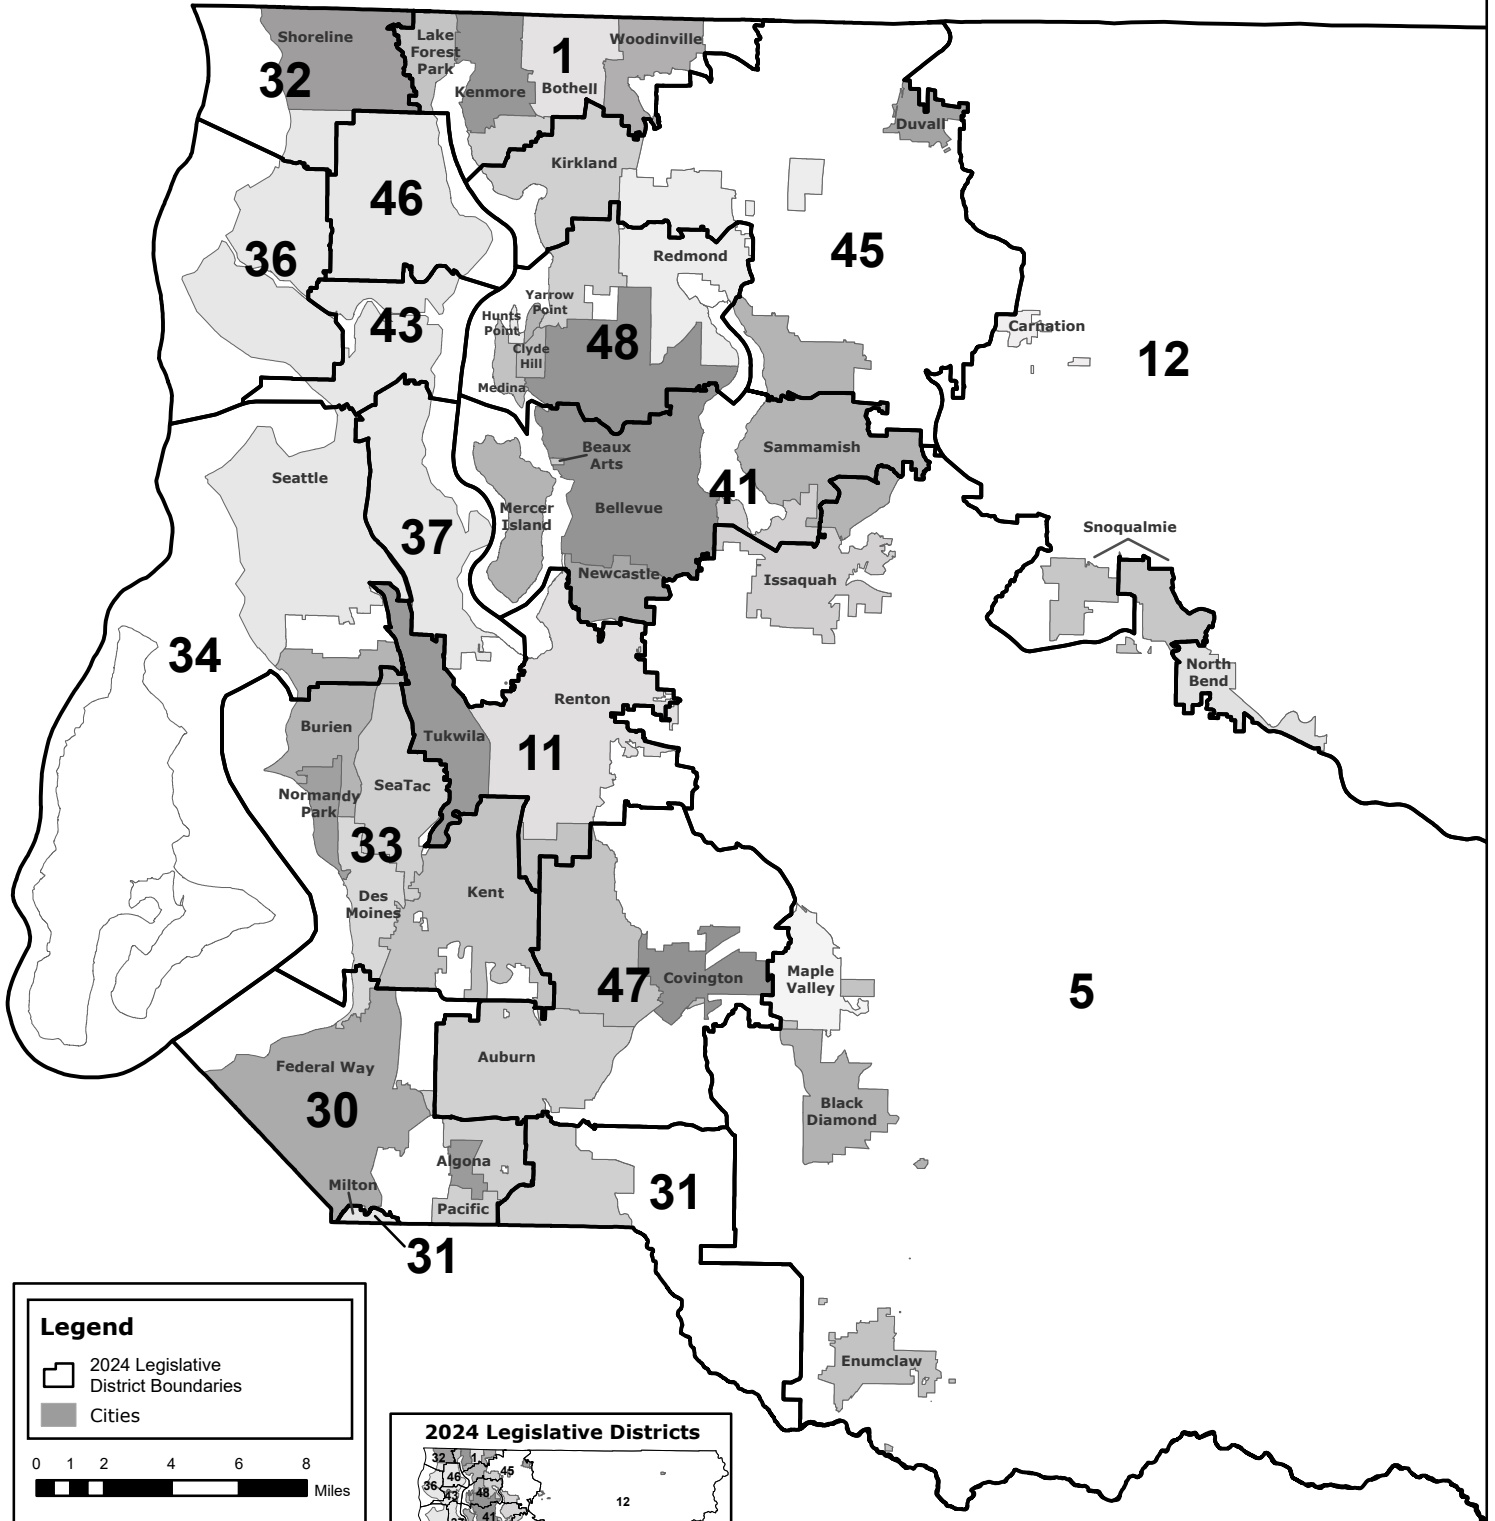 Shoreline
Lake
Forest
Park
1
Woodinville
32
Kenmore
Bothell
Duvall
Kirkland
46
36
45
Redmond
Yarrow
Point
Hunts
Point
43
48
Carnation
12
Clyde
Hill
Medina
Beaux
Arts
Sammamish
Seattle
41
Mercer
Island
Bellevue
37
Snoqualmie
Newcastle
Issaquah
34
North
Bend
Renton
Burien
Tukwila
11
SeaTac
Normandy
Park
33
Kent
Des
Moines
47
Covington
Maple
Valley
5
Auburn
Federal Way
30
Black
Diamond
Algona
Milton
31
Pacific
31
Enumclaw
Legend
2024 Legislative
District Boundaries
Cities
0 1 2 4 6 8
Miles
2024 Legislative Districts
32
1
45
46
36
43
48
12
41
37